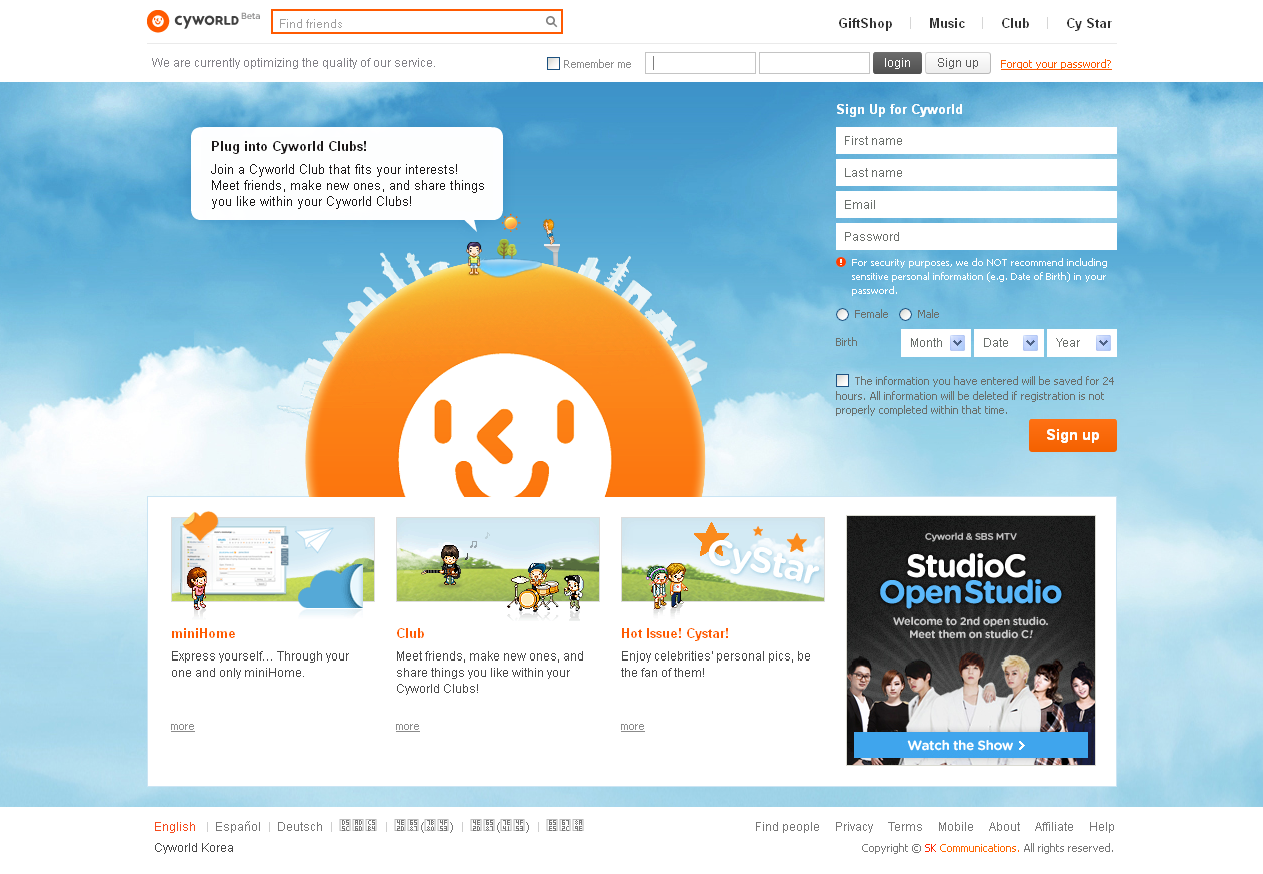 CYWORLD Beta
Find friends
GiftShop
Music
Club
Cy Star
We are currently optimizing the quality of our service.
Remember me
login
Sign up
Forgot your password?
Plug into Cyworld Clubs!
Join a Cyworld Club that fits your interests!
Meet friends, make new ones, and share things
you like within your Cyworld Clubs!
Sign Up for Cyworld
First name
Last name
Email
Password
For security purposes, we do NOT recommend including
sensitive personal information (e.g. Date of Birth) in your
password.
Female
Male
Birth
Month
Date
Year
The information you have entered will be saved for 24
hours. All information will be deleted if registration is not
properly completed within that time.
Sign up
CyStar
miniHome
Express yourself... Through your
one and only miniHome.
more
Club
Meet friends, make new ones, and
share things you like within your
Cyworld Clubs!
more
Hot Issue! Cystar!
Enjoy celebrities' personal pics, be
the fan of them!
more
Cyworld & SBS MTV
StudioC
OpenStudio
Welcome to 2nd open studio.
Meet them on studio C!
Watch the Show >
English
Español
Deutsch
Cyworld Korea
Find people
Privacy
Terms
Mobile
About
Affiliate
Help
Copyright © SK Communications. All rights reserved.